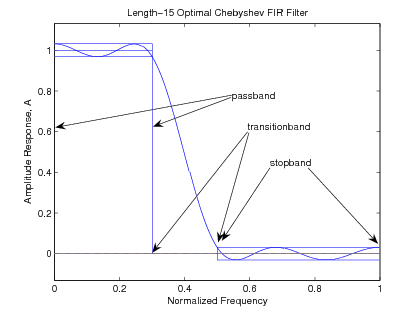 Length-15 Optimal Chebyshev FIR Filter
Amplitude Response, A
1
0.8
0.6
0.4
0.2
0
passband
transitionband
stopband
0 0.2 0.4 0.6 0.8 1
Normalized Frequency